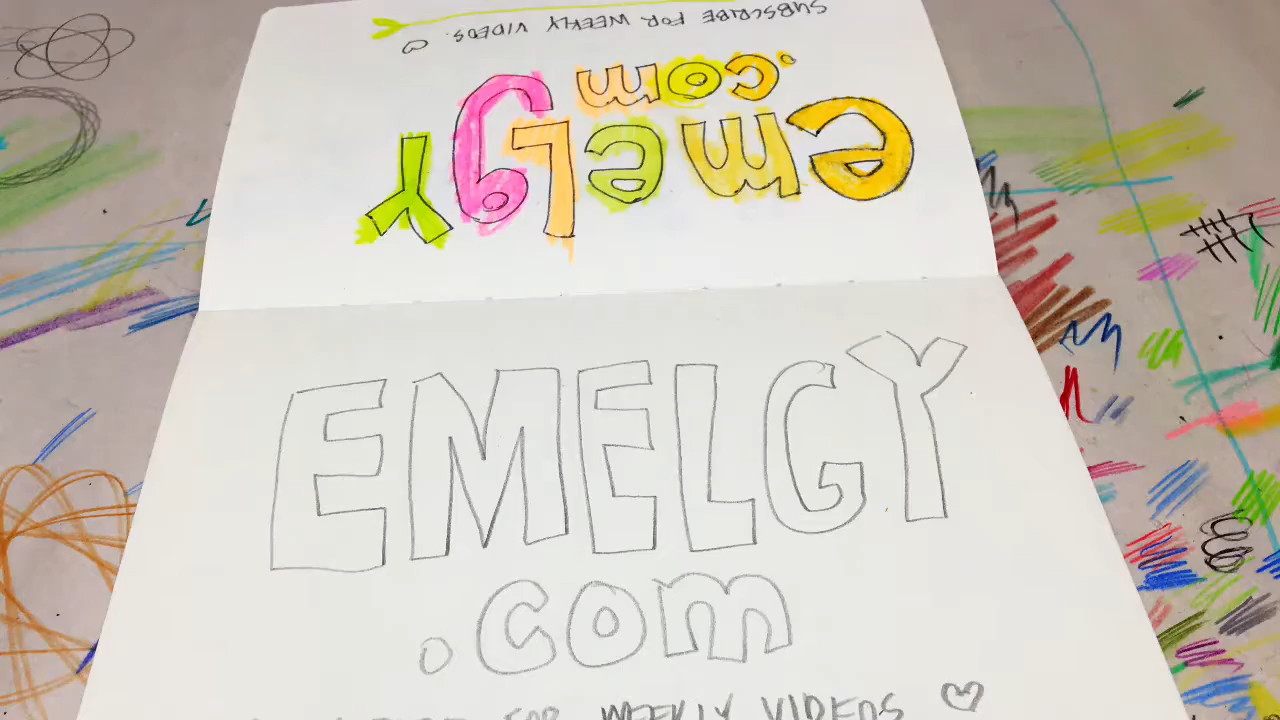 SUBSCRIBE FOR WEEKLY VIDEOS. ♡
emelgy
.com
EMELGY
.com
FOR WEEKLY VIDEOS ♡